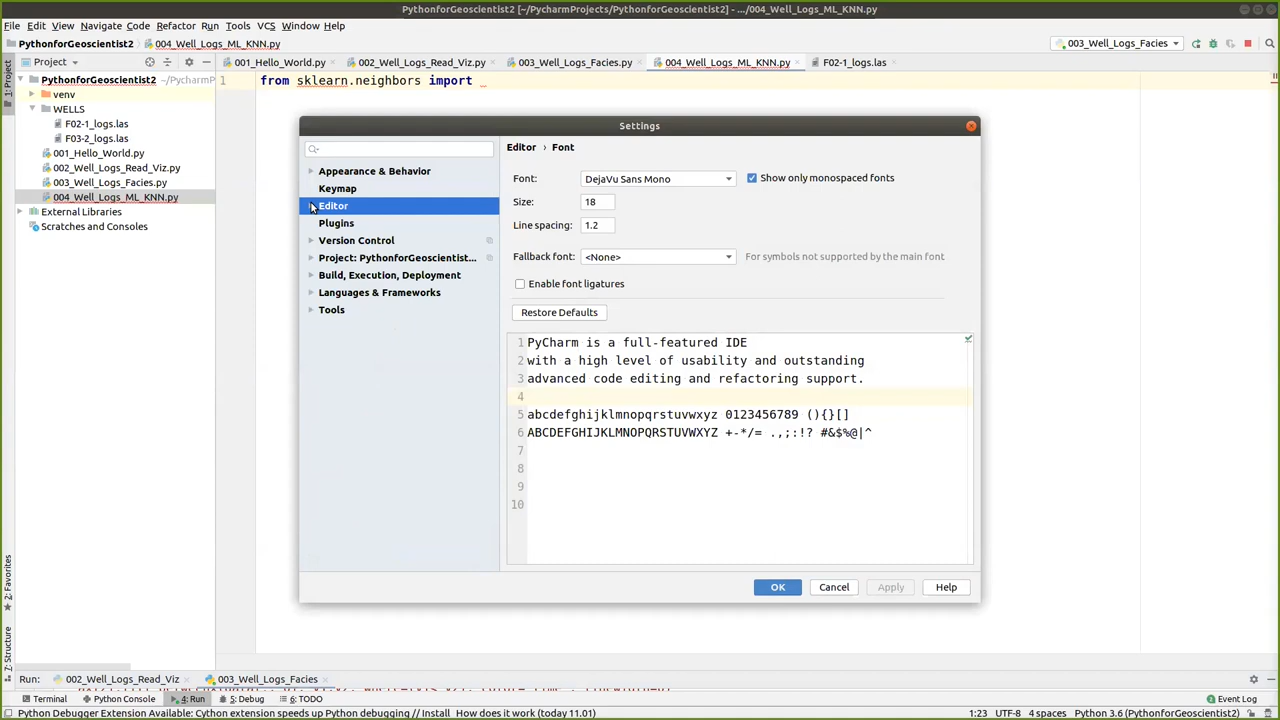 PythonforGeoscientist2 [~/PycharmProjects/PythonforGeoscientist2] - .../004_Well_Logs_ML_KNN.py
File Edit View Navigate Code Refactor Run Tools VCS Window Help
PythonforGeoscientist2 004_Well_Logs_ML_KNN.py 003_Well_Logs_Facies
Project 001_Hello_World.py 002_Well_Logs_Read_Viz.py 003_Well_Logs_Facies.py 004_Well_Logs_ML_KNN.py F02-1_logs.las
1: Project
PythonforGeoscientist2 ~/PycharmP
venv
WELLS
F02-1_logs.las
F03-2_logs.las
001_Hello_World.py
002_Well_Logs_Read_Viz.py
003_Well_Logs_Facies.py
004_Well_Logs_ML_KNN.py
External Libraries
Scratches and Consoles
1 from sklearn.neighbors import
Settings
Appearance & Behavior
Keymap
Editor
Plugins
Version Control
Project: PythonforGeoscientist...
Build, Execution, Deployment
Languages & Frameworks
Tools
Editor › Font
Font: DejaVu Sans Mono Show only monospaced fonts
Size: 18
Line spacing: 1.2
Fallback font: <None> For symbols not supported by the main font
Enable font ligatures
Restore Defaults
1 PyCharm is a full-featured IDE
2 with a high level of usability and outstanding
3 advanced code editing and refactoring support.
4
5 abcdefghijklmnopqrstuvwxyz 0123456789 (){}[]
6 ABCDEFGHIJKLMNOPQRSTUVWXYZ +-*/= .,;:!? #&$%@|^
7
8
9
10
OK Cancel Apply Help
2: Favorites
7: Structure
Run: 002_Well_Logs_Read_Viz 003_Well_Logs_Facies
Terminal Python Console 4: Run 5: Debug 6: TODO Event Log
Python Debugger Extension Available: Cython extension speeds up Python debugging // Install How does it work (today 11.01) 1:23 UTF-8 4 spaces Python 3.6 (PythonforGeoscientist2)